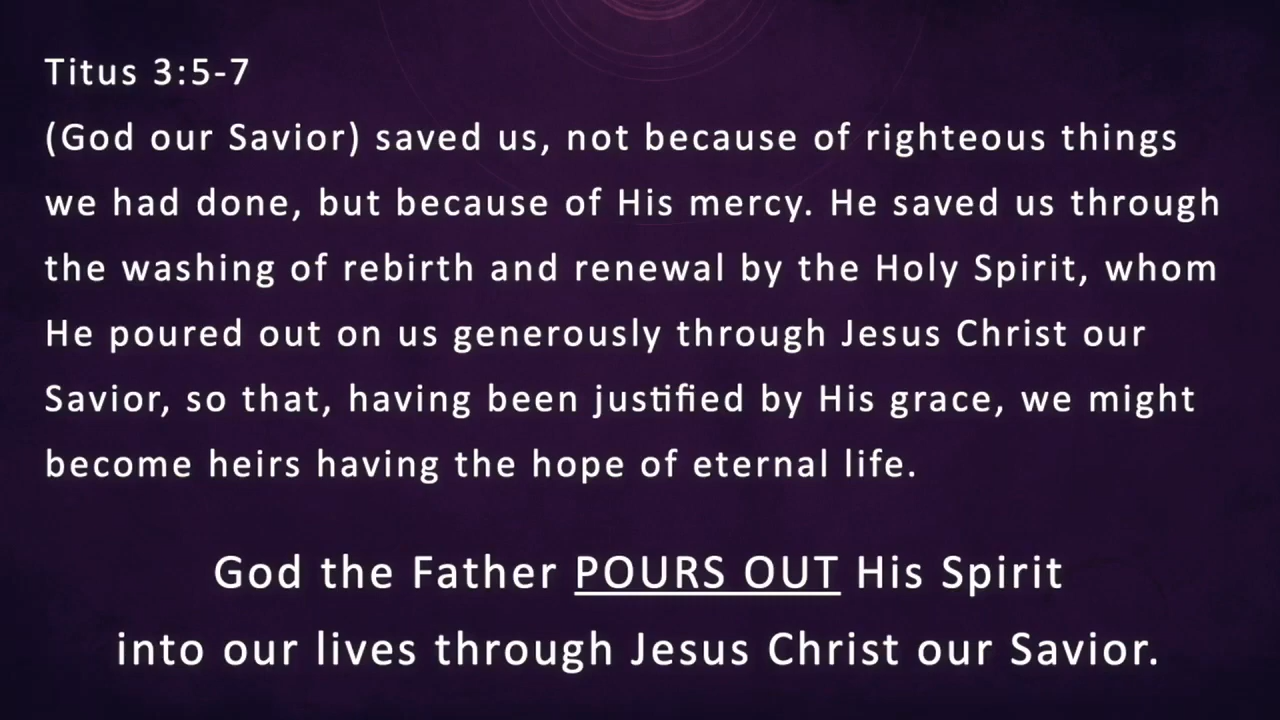 Titus 3:5-7
(God our Savior) saved us, not because of righteous things
we had done, but because of His mercy. He saved us through
the washing of rebirth and renewal by the Holy Spirit, whom
He poured out on us generously through Jesus Christ our
Savior, so that, having been justified by His grace, we might
become heirs having the hope of eternal life.
God the Father POURS OUT His Spirit
into our lives through Jesus Christ our Savior.